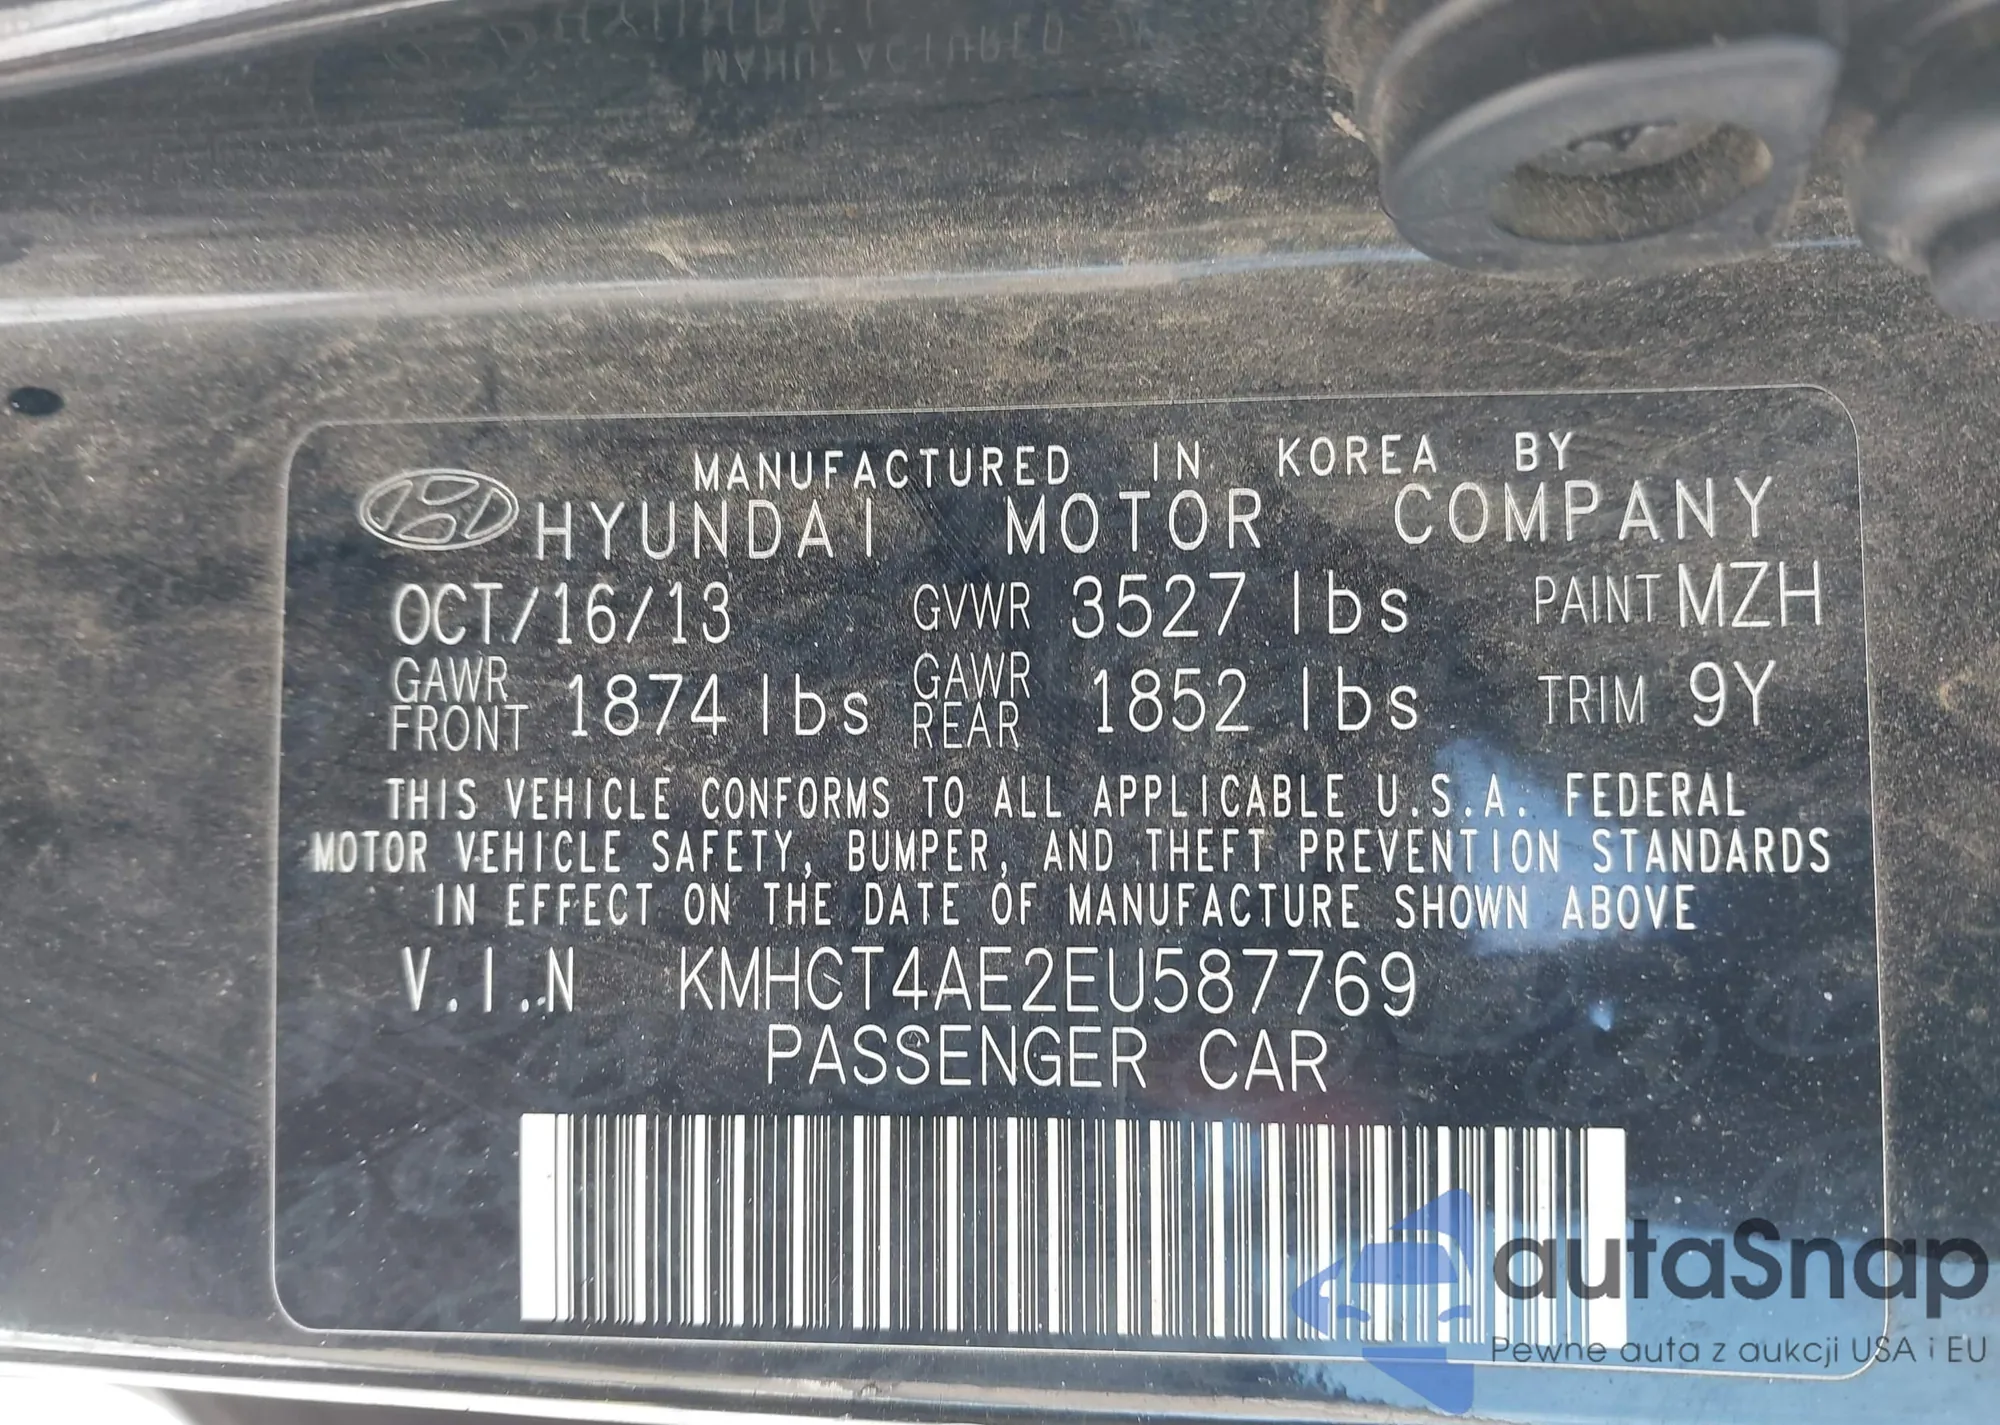 MANUFACTURED
MANUFACTURED IN KOREA BY
HYUNDAI MOTOR COMPANY
OCT/16/13 GVWR 3527 lbs PAINT MZH
GAWR FRONT 1874 lbs GAWR REAR 1852 lbs TRIM 9Y
THIS VEHICLE CONFORMS TO ALL APPLICABLE U.S.A. FEDERAL
MOTOR VEHICLE SAFETY, BUMPER, AND THEFT PREVENTION STANDARDS
IN EFFECT ON THE DATE OF MANUFACTURE SHOWN ABOVE
V.I.N KMHCT4AE2EU587769
PASSENGER CAR
autaSnap
Pewne auta z aukcji USA i EU